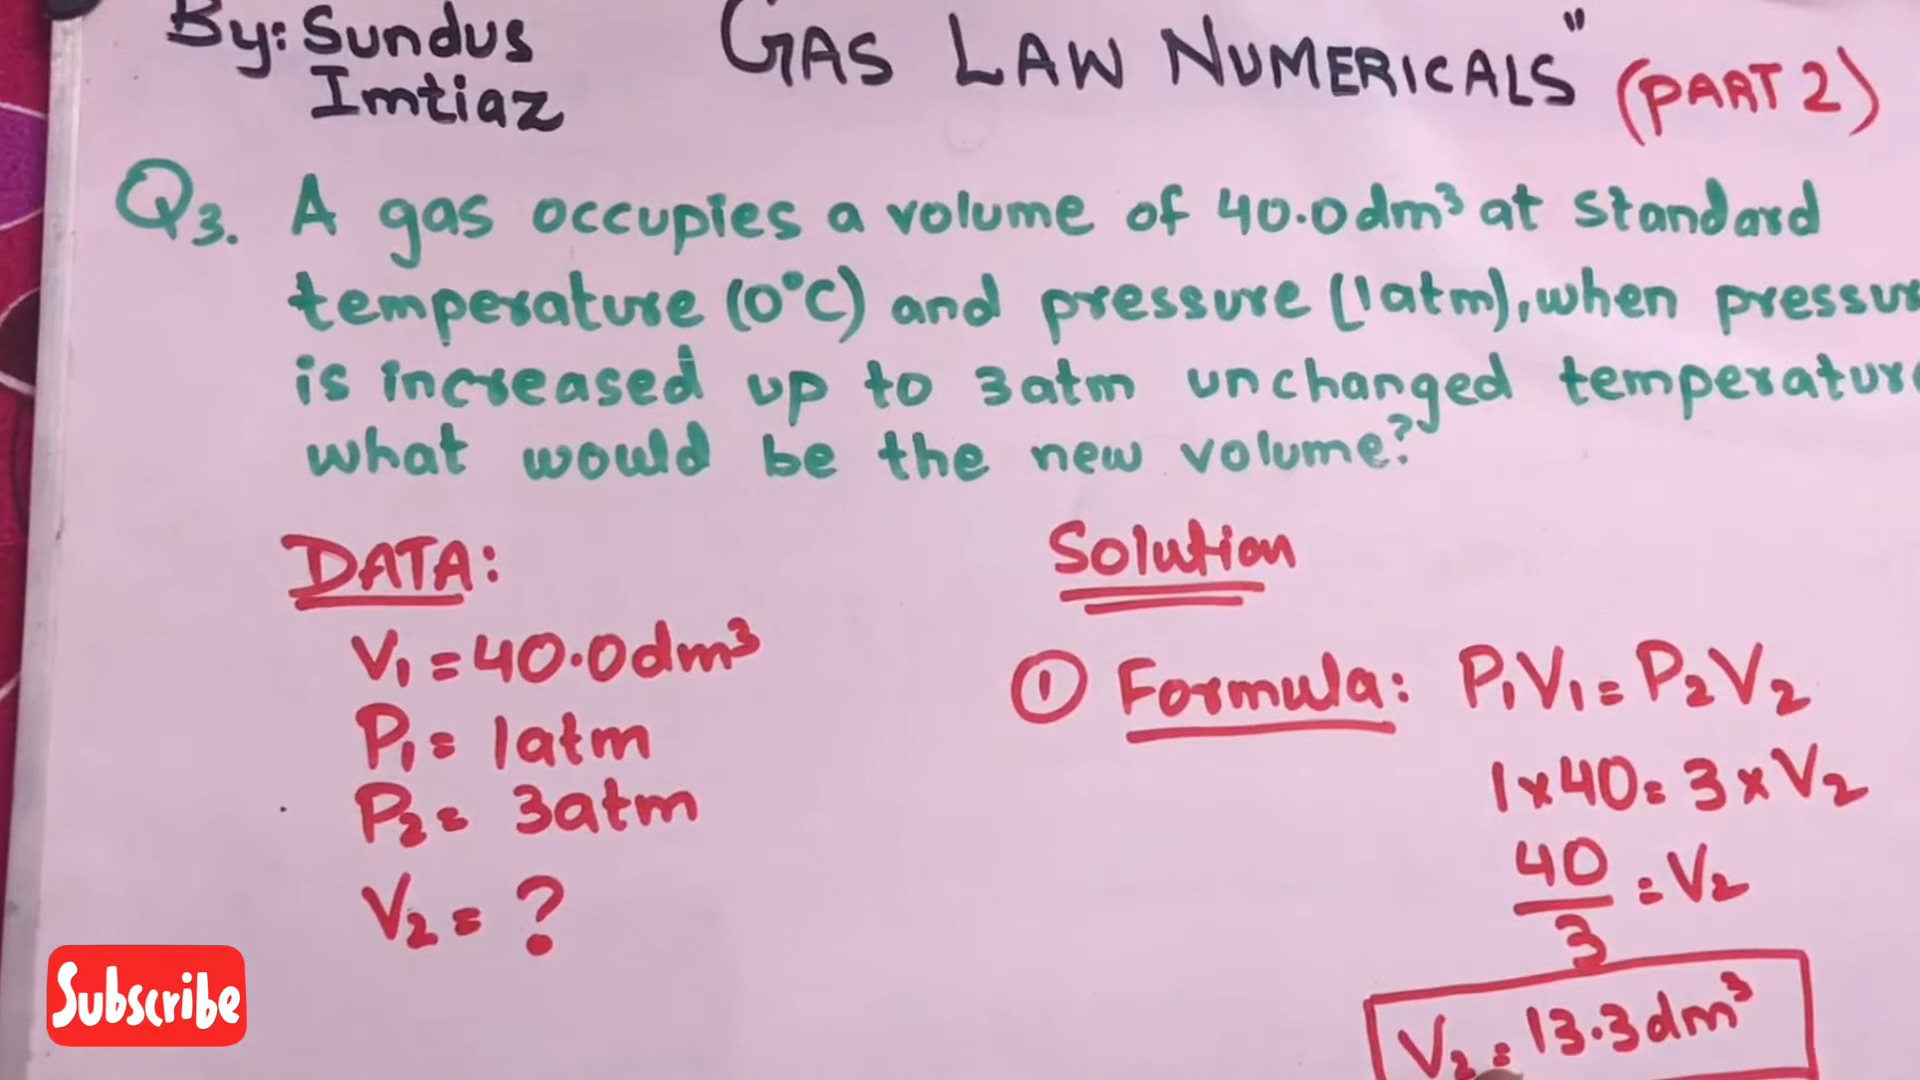 By: Sundus
Imtiaz
GAS LAW NUMERICALS" (PART 2)
Q3. A gas occupies a volume of 40.0dm³ at standard
temperature (0°C) and pressure (1atm), when pressur
is increased up to 3atm unchanged temperature
what would be the new volume?
DATA:
V₁ = 40.0dm³
P₁ = 1atm
P₂ = 3atm
V₂ = ?
Solution
① Formula: P₁V₁ = P₂V₂
1 x 40 = 3 x V₂
40/3 = V₂
V₂ = 13.3dm³
Subscribe